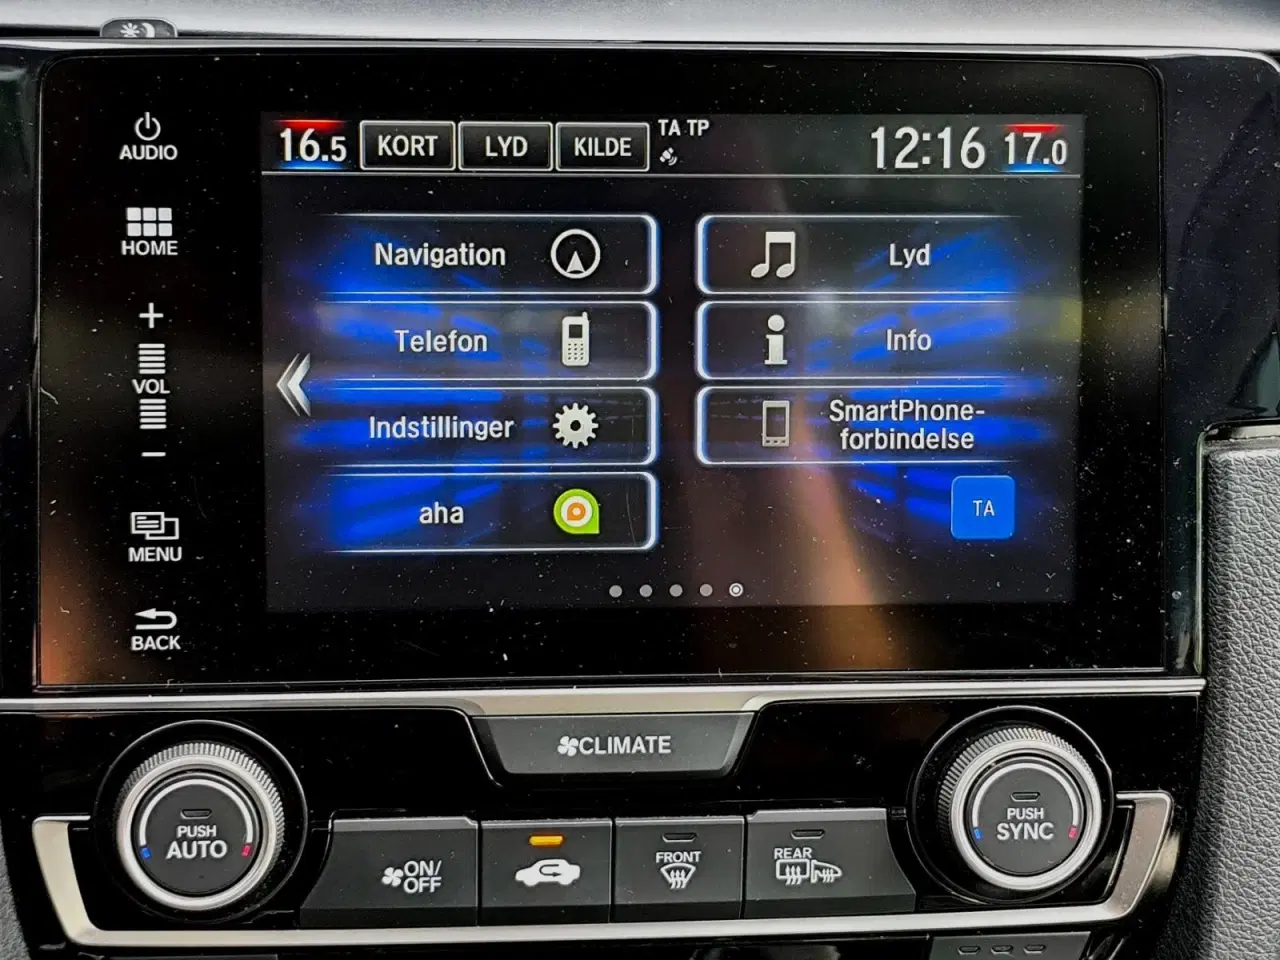 AUDIO
16.5 KORT LYD KILDE TA TP 12:16 17.0
HOME
Navigation
Lyd
VOL
Telefon
Info
Indstillinger
SmartPhone-
forbindelse
aha
TA
MENU
BACK
CLIMATE
PUSH
AUTO
ON/
OFF
FRONT
REAR
PUSH
SYNC